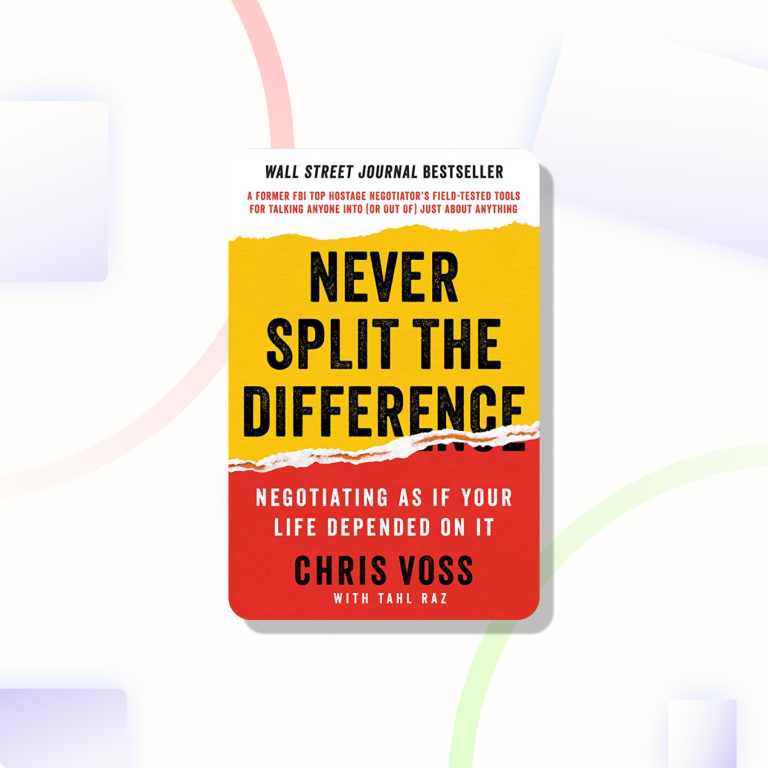 WALL STREET JOURNAL BESTSELLER
A FORMER FBI TOP HOSTAGE NEGOTIATOR'S FIELD-TESTED TOOLS
FOR TALKING ANYONE INTO (OR OUT OF) JUST ABOUT ANYTHING
NEVER
SPLIT THE
DIFFERENCE
NEGOTIATING AS IF YOUR
LIFE DEPENDED ON IT
CHRIS VOSS
WITH TAHL RAZ